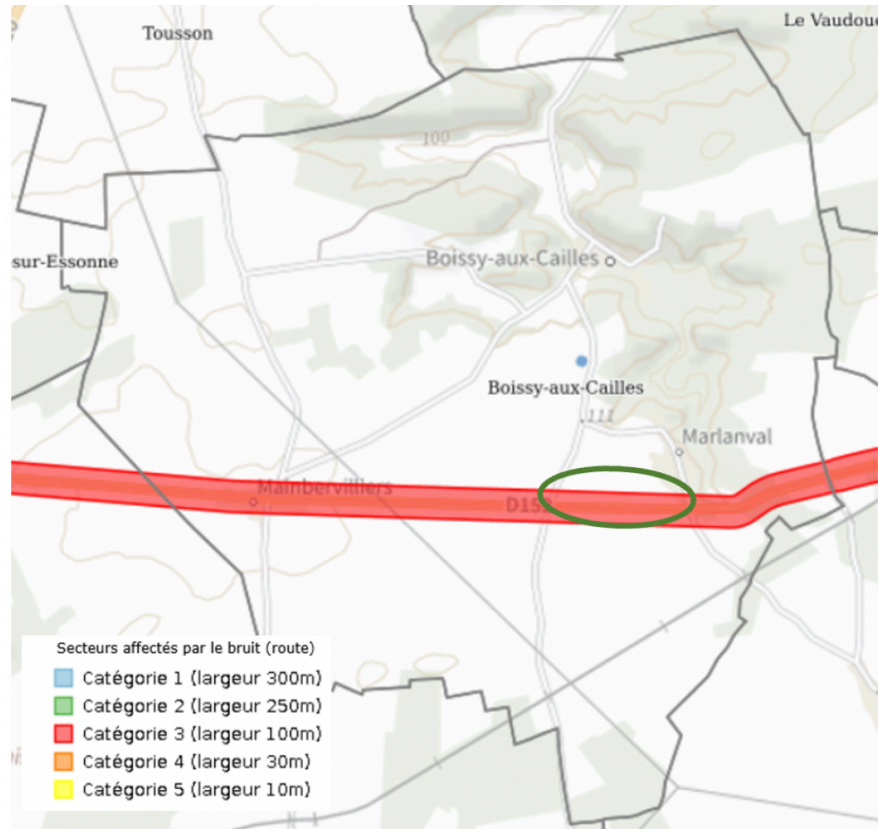 Tousson
Le Vaudoue
100
sur-Essonne
Boissy-aux-Cailles
Boissy-aux-Cailles
111
Marlanval
Mainbervilliers
D152
Secteurs affectés par le bruit (route)
Catégorie 1 (largeur 300m)
Catégorie 2 (largeur 250m)
Catégorie 3 (largeur 100m)
Catégorie 4 (largeur 30m)
Catégorie 5 (largeur 10m)